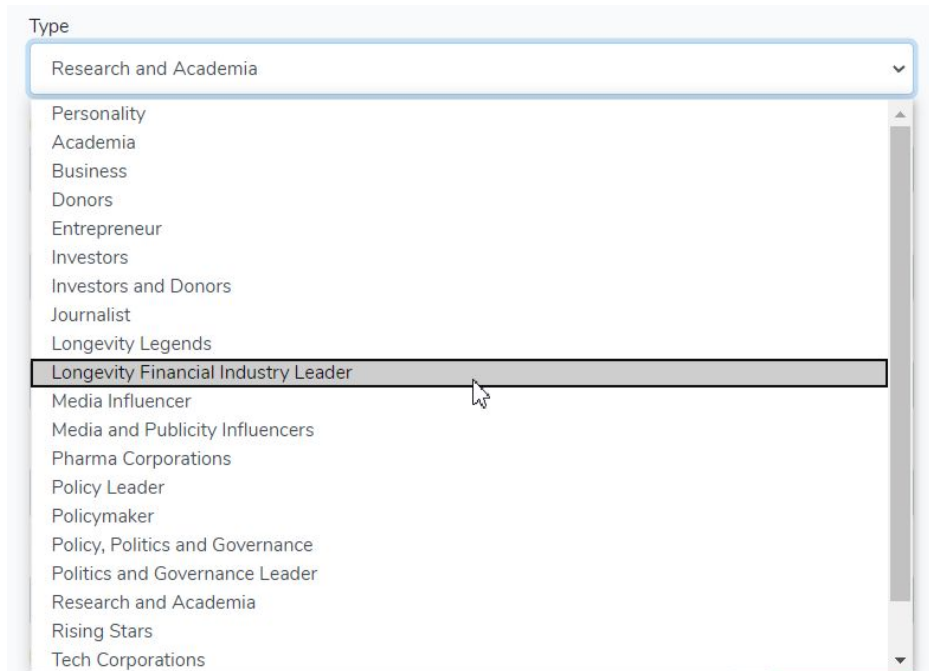 Type
Research and Academia
Personality
Academia
Business
Donors
Entrepreneur
Investors
Investors and Donors
Journalist
Longevity Legends
Longevity Financial Industry Leader
Media Influencer
Media and Publicity Influencers
Pharma Corporations
Policy Leader
Policymaker
Policy, Politics and Governance
Politics and Governance Leader
Research and Academia
Rising Stars
Tech Corporations